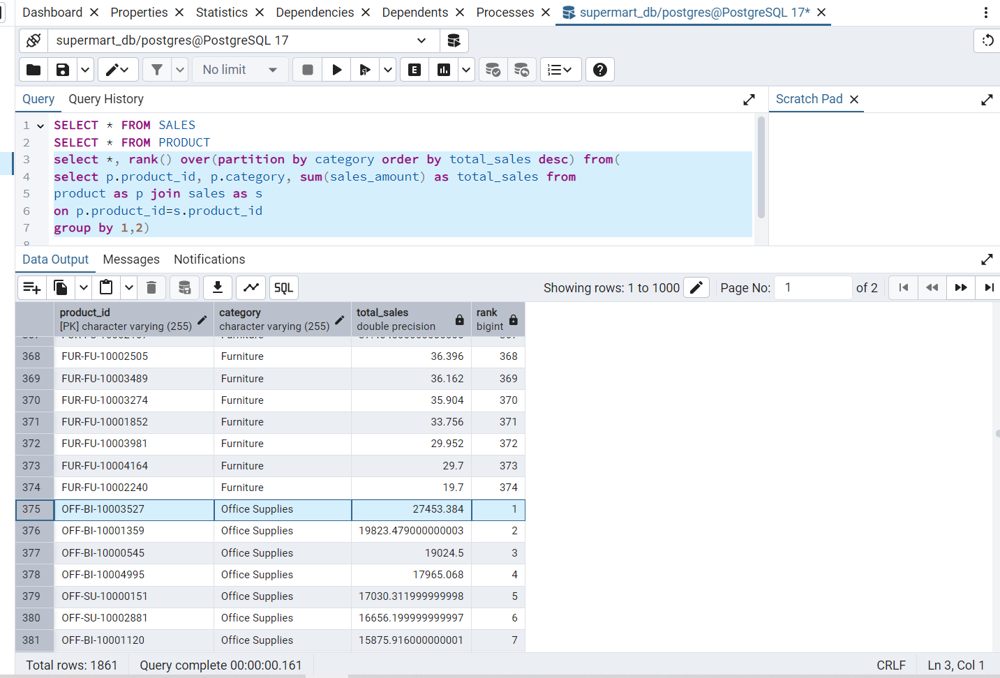 Dashboard Properties Statistics Dependencies Dependents Processes supermart_db/postgres@PostgreSQL 17*
supermart_db/postgres@PostgreSQL 17
No limit
Query Query History
Scratch Pad
1 SELECT * FROM SALES
2 SELECT * FROM PRODUCT
3 select *, rank() over(partition by category order by total_sales desc) from(
4 select p.product_id, p.category, sum(sales_amount) as total_sales from
5 product as p join sales as s
6 on p.product_id=s.product_id
7 group by 1,2)
8
Data Output Messages Notifications
SQL Showing rows: 1 to 1000 Page No: 1 of 2
product_id category total_sales rank
[PK] character varying (255) character varying (255) double precision bigint
368 FUR-FU-10002505 Furniture 36.396 368
369 FUR-FU-10003489 Furniture 36.162 369
370 FUR-FU-10003274 Furniture 35.904 370
371 FUR-FU-10001852 Furniture 33.756 371
372 FUR-FU-10003981 Furniture 29.952 372
373 FUR-FU-10004164 Furniture 29.7 373
374 FUR-FU-10002240 Furniture 19.7 374
375 OFF-BI-10003527 Office Supplies 27453.384 1
376 OFF-BI-10001359 Office Supplies 19823.479000000003 2
377 OFF-BI-10000545 Office Supplies 19024.5 3
378 OFF-BI-10004995 Office Supplies 17965.068 4
379 OFF-SU-10000151 Office Supplies 17030.311999999998 5
380 OFF-SU-10002881 Office Supplies 16656.199999999997 6
381 OFF-BI-10001120 Office Supplies 15875.916000000001 7
Total rows: 1861 Query complete 00:00:00.161 CRLF Ln 3, Col 1